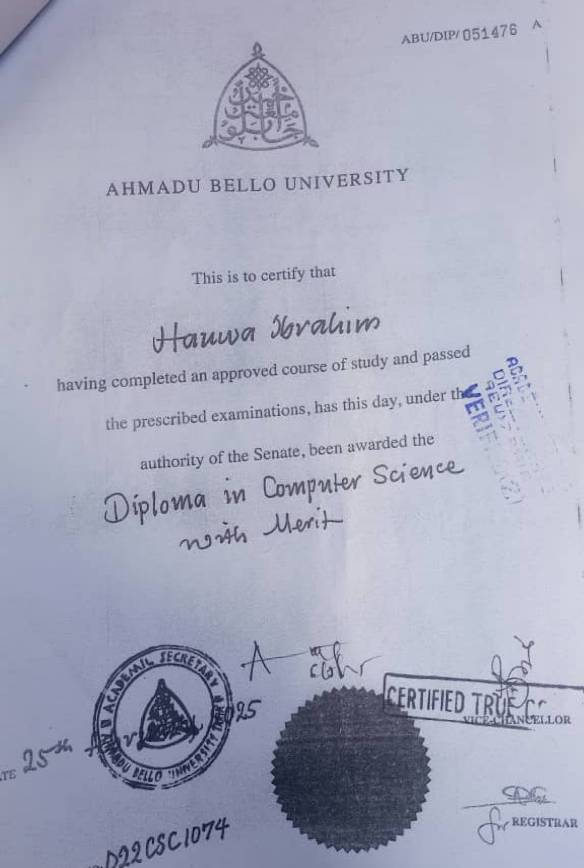 ABU/DIP/ 051476 A
AHMADU BELLO UNIVERSITY
This is to certify that
Hauwa Ibrahim
having completed an approved course of study and passed
the prescribed examinations, has this day, under the
authority of the Senate, been awarded the
Diploma in Computer Science
with Merit
ACADEMIC SECRETARY
AHMADU BELLO UNIVERSITY
CERTIFIED TRUE
VICE-CHANCELLOR
25th
025
for REGISTRAR
D22CSC1074